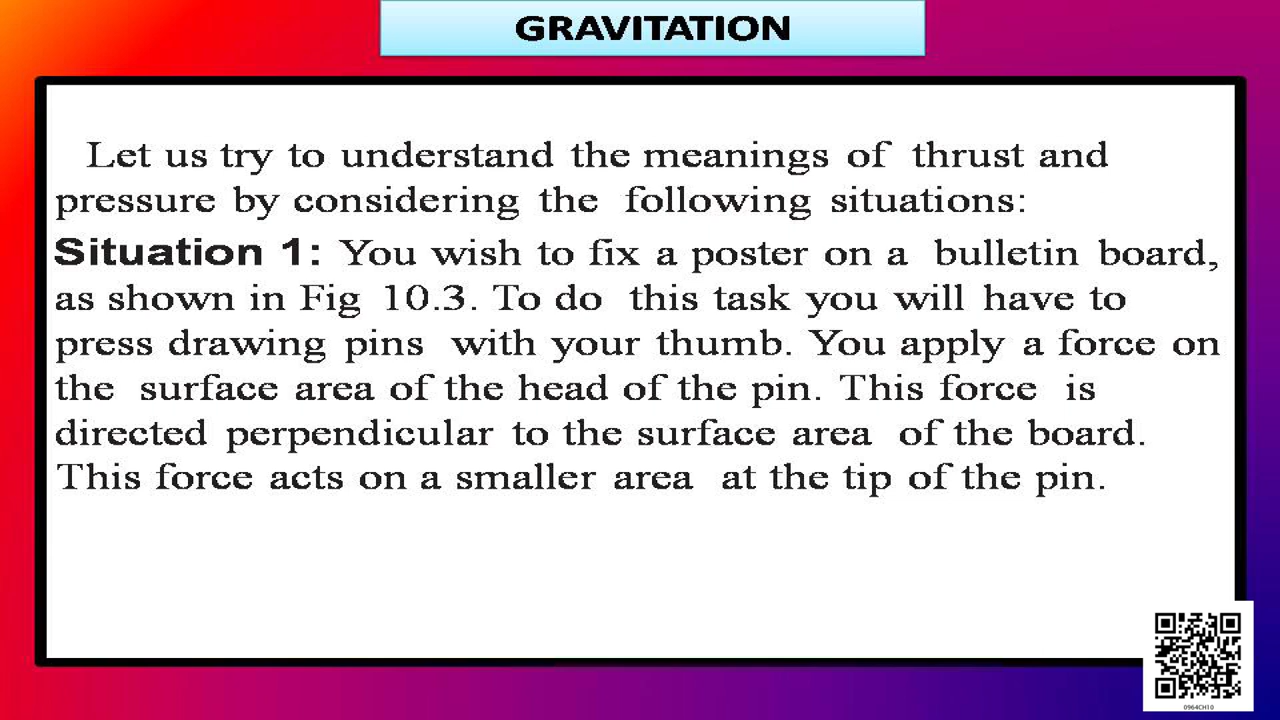 GRAVITATION
Let us try to understand the meanings of thrust and
pressure by considering the following situations:
Situation 1: You wish to fix a poster on a bulletin board,
as shown in Fig 10.3. To do this task you will have to
press drawing pins with your thumb. You apply a force on
the surface area of the head of the pin. This force is
directed perpendicular to the surface area of the board.
This force acts on a smaller area at the tip of the pin.
0964CH10